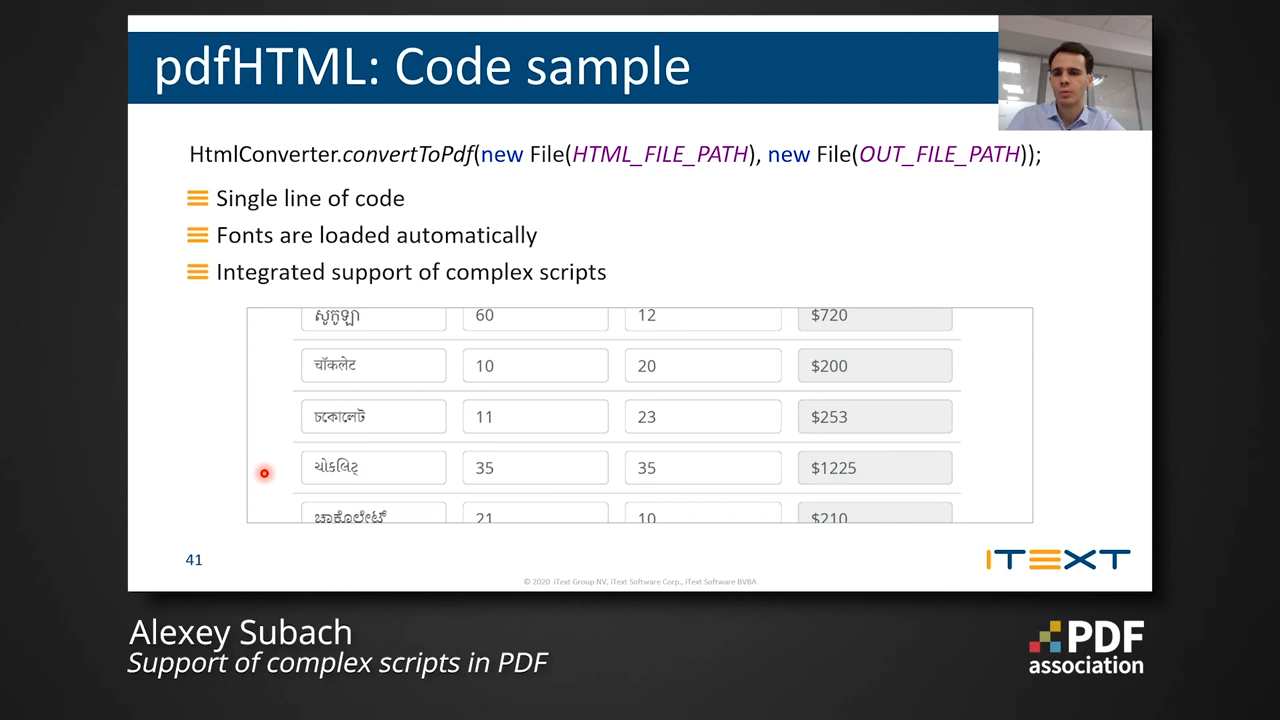 pdfHTML: Code sample
HtmlConverter.convertToPdf(new File(HTML_FILE_PATH), new File(OUT_FILE_PATH));
Single line of code
Fonts are loaded automatically
Integrated support of complex scripts
60 12 $720
चॉकलेट 10 20 $200
ചകോലേട് 11 23 $253
ચોકલિટ્ 35 35 $1225
ಚಾಕೊಲೇಟ್ 21 10 $210
41
iTEXT
© 2020 iText Group NV, iText Software Corp., iText Software BVBA
Alexey Subach
Support of complex scripts in PDF
PDF
association